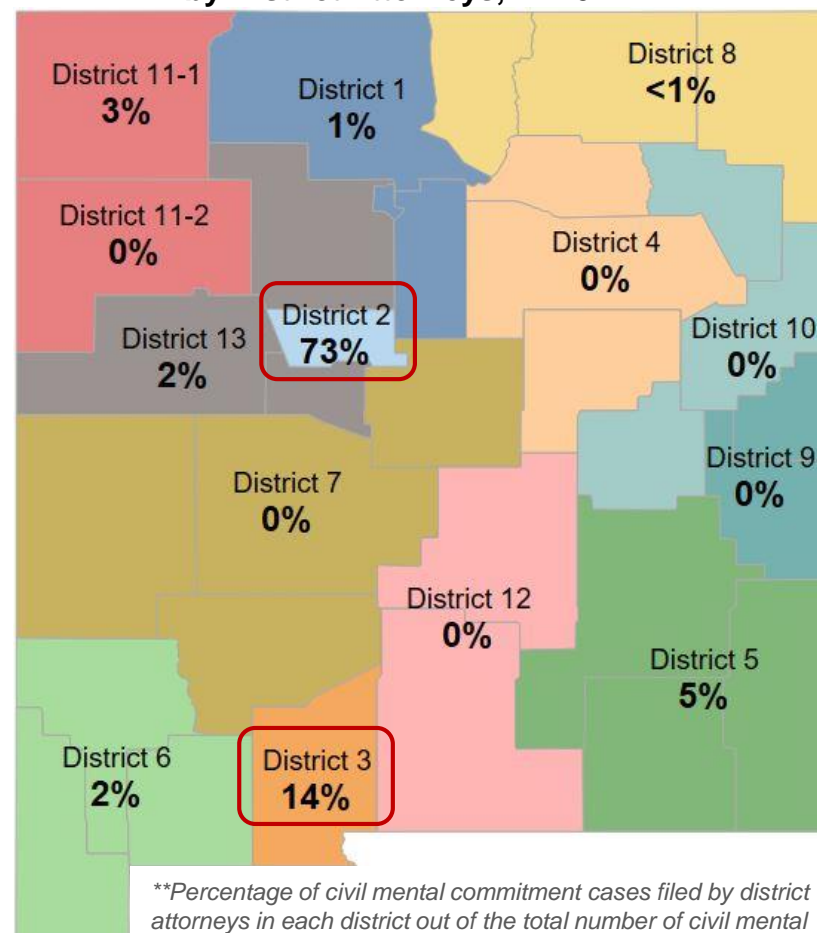 District 11-1
3%
District 1
1%
District 8
<1%
District 11-2
0%
District 4
0%
District 2
73%
District 13
2%
District 10
0%
District 9
0%
District 7
0%
District 12
0%
District 5
5%
District 6
2%
District 3
14%
**Percentage of civil mental commitment cases filed by district
attorneys in each district out of the total number of civil mental